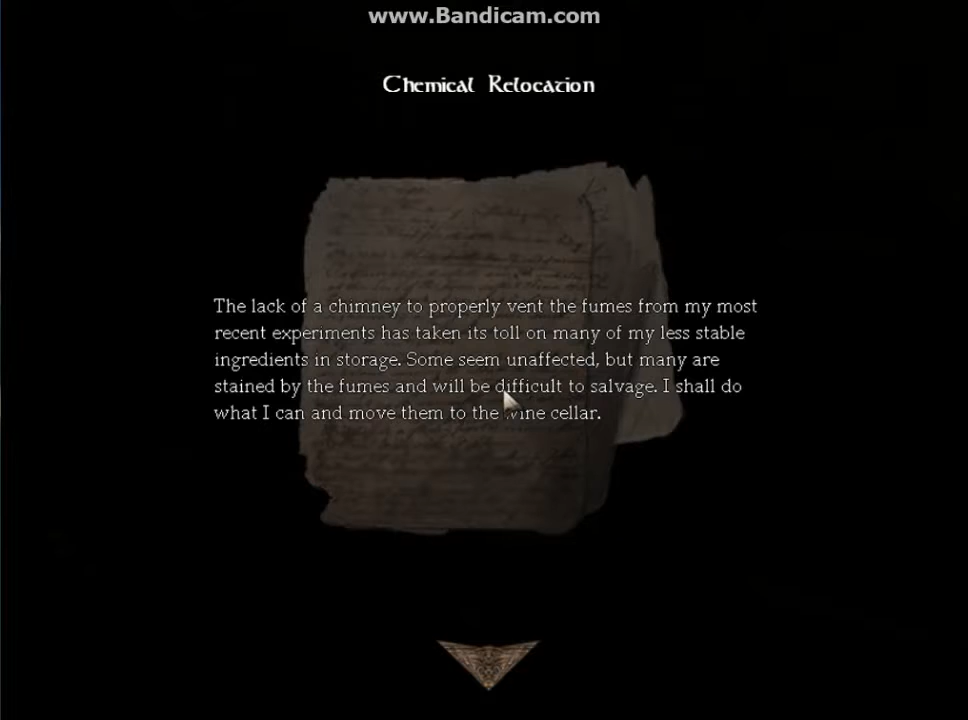 www.Bandicam.com
Chemical Relocation
The lack of a chimney to properly vent the fumes from my most
recent experiments has taken its toll on many of my less stable
ingredients in storage. Some seem unaffected, but many are
stained by the fumes and will be difficult to salvage. I shall do
what I can and move them to the wine cellar.